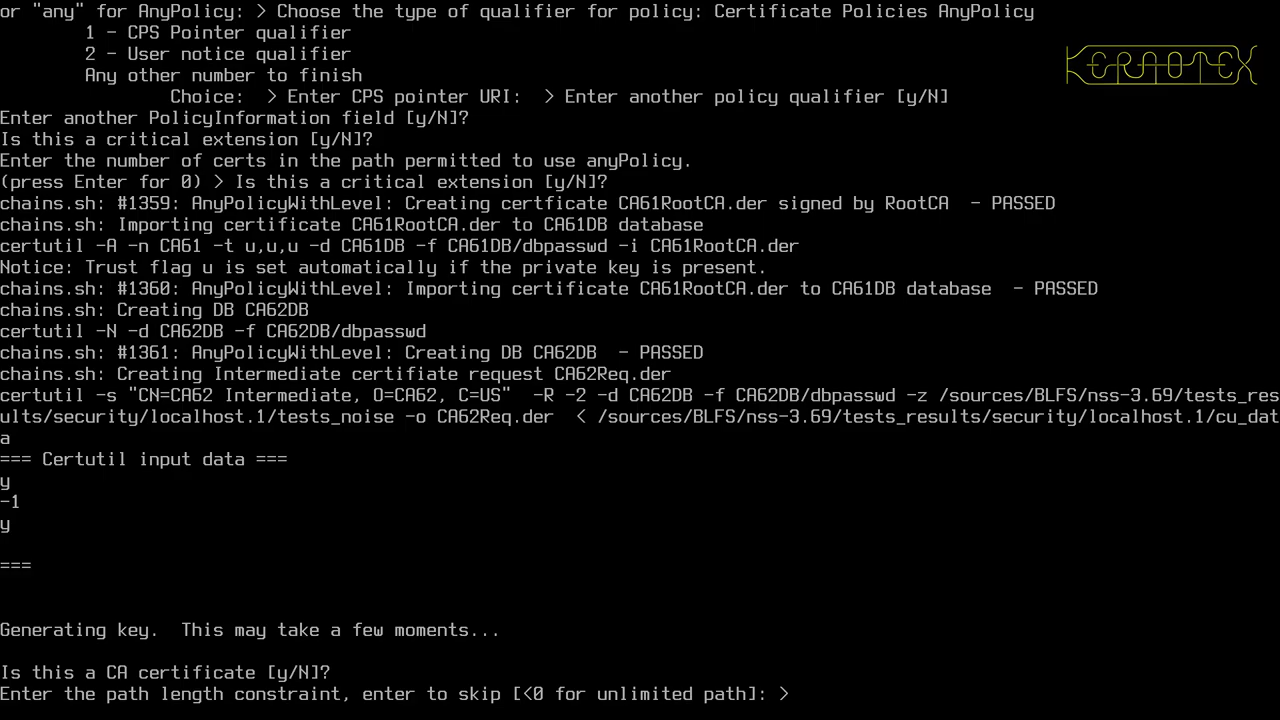 or "any" for AnyPolicy: > Choose the type of qualifier for policy: Certificate Policies AnyPolicy
1 - CPS Pointer qualifier
2 - User notice qualifier
Any other number to finish
Choice:  > Enter CPS pointer URI:  > Enter another policy qualifier [y/N]
KERAOTEX
Enter another PolicyInformation field [y/N]?
Is this a critical extension [y/N]?
Enter the number of certs in the path permitted to use anyPolicy.
(press Enter for 0) > Is this a critical extension [y/N]?
chains.sh: #1359: AnyPolicyWithLevel: Creating certficate CA61RootCA.der signed by RootCA  - PASSED
chains.sh: Importing certificate CA61RootCA.der to CA61DB database
certutil -A -n CA61 -t u,u,u -d CA61DB -f CA61DB/dbpasswd -i CA61RootCA.der
Notice: Trust flag u is set automatically if the private key is present.
chains.sh: #1360: AnyPolicyWithLevel: Importing certificate CA61RootCA.der to CA61DB database  - PASSED
chains.sh: Creating DB CA62DB
certutil -N -d CA62DB -f CA62DB/dbpasswd
chains.sh: #1361: AnyPolicyWithLevel: Creating DB CA62DB  - PASSED
chains.sh: Creating Intermediate certifiate request CA62Req.der
certutil -s "CN=CA62 Intermediate, O=CA62, C=US"  -R -2 -d CA62DB -f CA62DB/dbpasswd -z /sources/BLFS/nss-3.69/tests_res
ults/security/localhost.1/tests_noise -o CA62Req.der  < /sources/BLFS/nss-3.69/tests_results/security/localhost.1/cu_dat
a
=== Certutil input data ===
y
-1
y
===
Generating key.  This may take a few moments...
Is this a CA certificate [y/N]?
Enter the path length constraint, enter to skip [<0 for unlimited path]: >